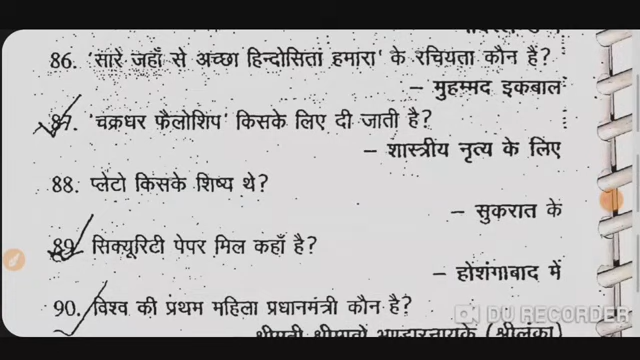 86. 'सारे जहाँ से अच्छा हिन्दोसितां हमारा' के रचियता कौन है?
– मुहम्मद इकबाल
87. 'चक्रधर फैलोशिप' किसके लिए दी जाती है?
– शास्त्रीय नृत्य के लिए
88. प्लेटो किसके शिष्य थे?
– सुकरात के
89. सिक्यूरिटी पेपर मिल कहाँ है?
– होशंगाबाद में
90. विश्व की प्रथम महिला प्रधानमंत्री कौन है?
DU RECORDER
(श्रीलंका)